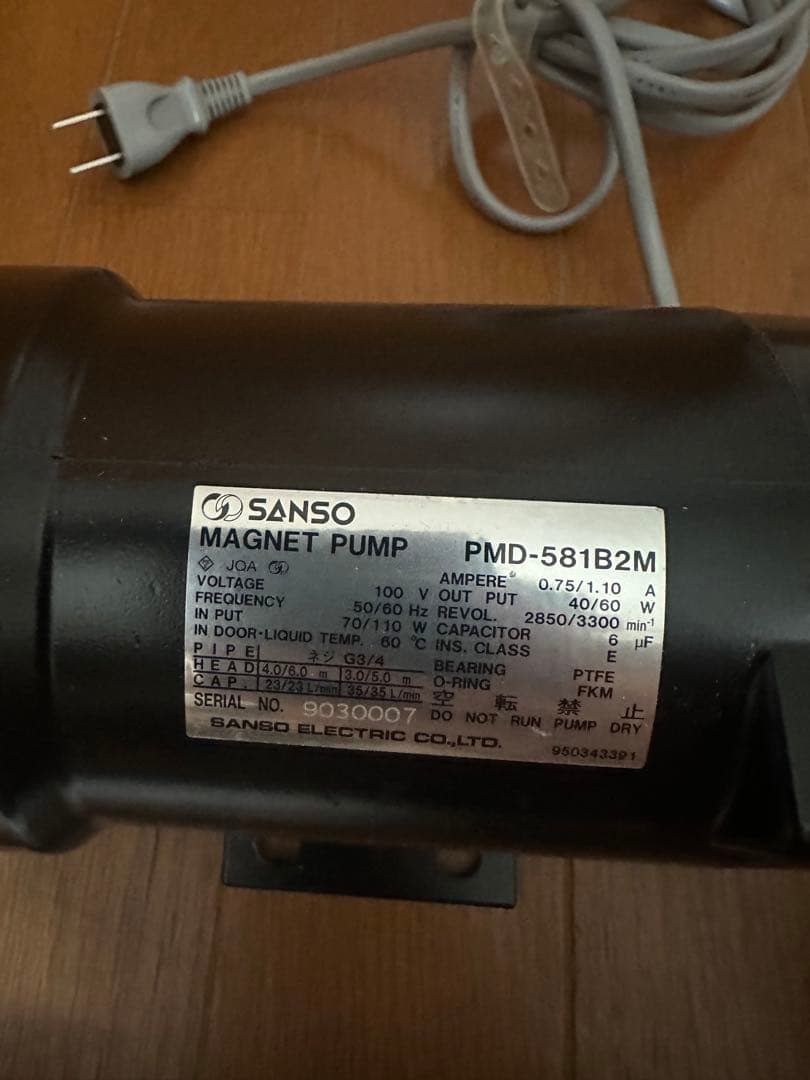 SANSO
MAGNET PUMP PMD-581B2M
JQA
VOLTAGE 100 V
FREQUENCY 50/60 Hz
IN PUT 70/110 W
IN DOOR-LIQUID TEMP. 60 °C
AMPERE 0.75/1.10 A
OUT PUT 40/60 W
REVOL. 2850/3300 min-1
CAPACITOR 6 μF
INS. CLASS E
PIPE ネジ G3/4
HEAD 4.0/6.0 m 3.0/5.0 m
CAP. 23/23 L/min 35/35 L/min
BEARING PTFE
O-RING FKM
空転禁止
SERIAL NO. 9030007 DO NOT RUN PUMP DRY
SANSO ELECTRIC CO.,LTD. 950343391